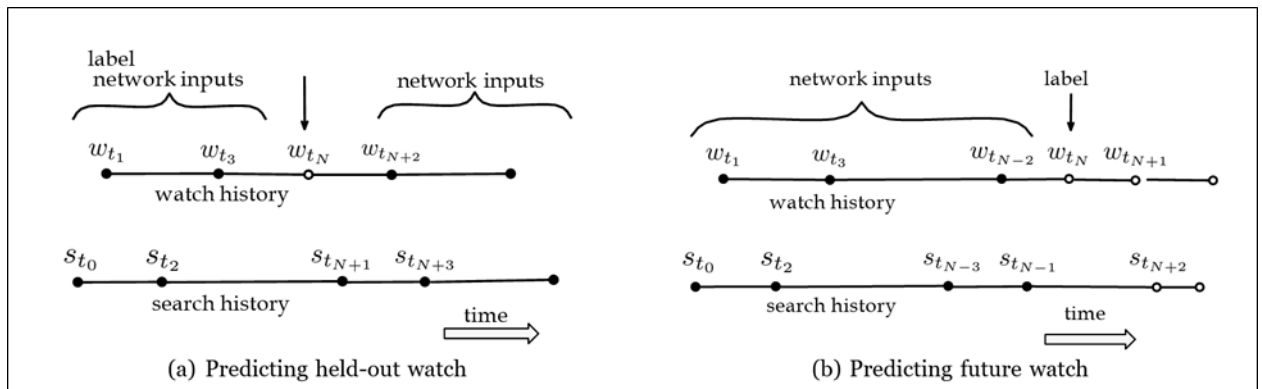 label
network inputs
network inputs
w_{t_1} w_{t_3} w_{t_N} w_{t_{N+2}}
watch history
s_{t_0} s_{t_2} s_{t_{N+1}} s_{t_{N+3}}
search history
time
(a) Predicting held-out watch
network inputs
label
w_{t_1} w_{t_3} w_{t_{N-2}} w_{t_N} w_{t_{N+1}}
watch history
s_{t_0} s_{t_2} s_{t_{N-3}} s_{t_{N-1}} s_{t_{N+2}}
search history
time
(b) Predicting future watch